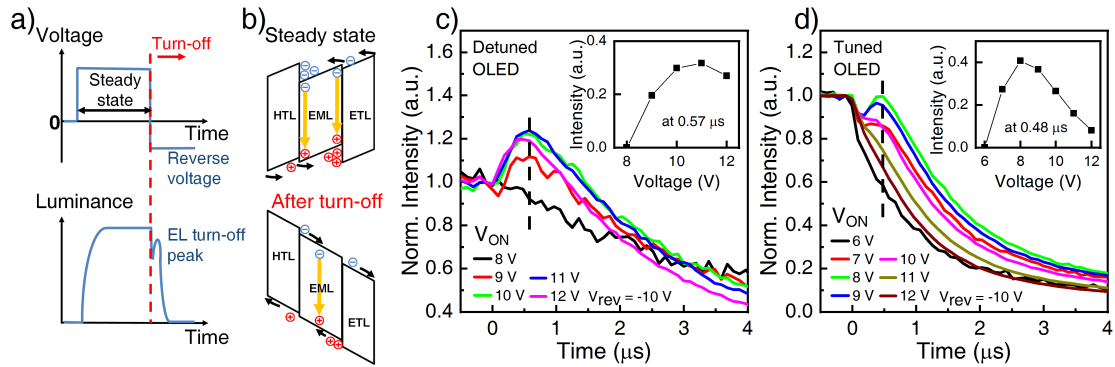 a)
Voltage
Turn-off
Steady
state
0
Time
Reverse
voltage
Luminance
EL turn-off
peak
Time
b)
Steady state
HTL
EML
ETL
After turn-off
HTL
EML
ETL
c)
Norm. Intensity (a.u.)
1.6
1.4
1.2
1.0
0.8
0.6
0.4
Detuned
OLED
Intensity (a.u.)
0.4
0.2
0.0
at 0.57 μs
8
10
12
Voltage (V)
V_ON
8 V
9 V
11 V
10 V
12 V
V_rev = -10 V
0
1
2
3
4
Time (μs)
d)
Norm. Intensity (a.u.)
1.2
1.0
0.8
0.6
0.4
0.2
0.0
Tuned
OLED
Intensity (a.u.)
0.4
0.2
0.0
at 0.48 μs
6
8
10
12
Voltage (V)
V_ON
6 V
7 V
10 V
8 V
11 V
9 V
12 V
V_rev = -10 V
0
1
2
3
4
Time (μs)